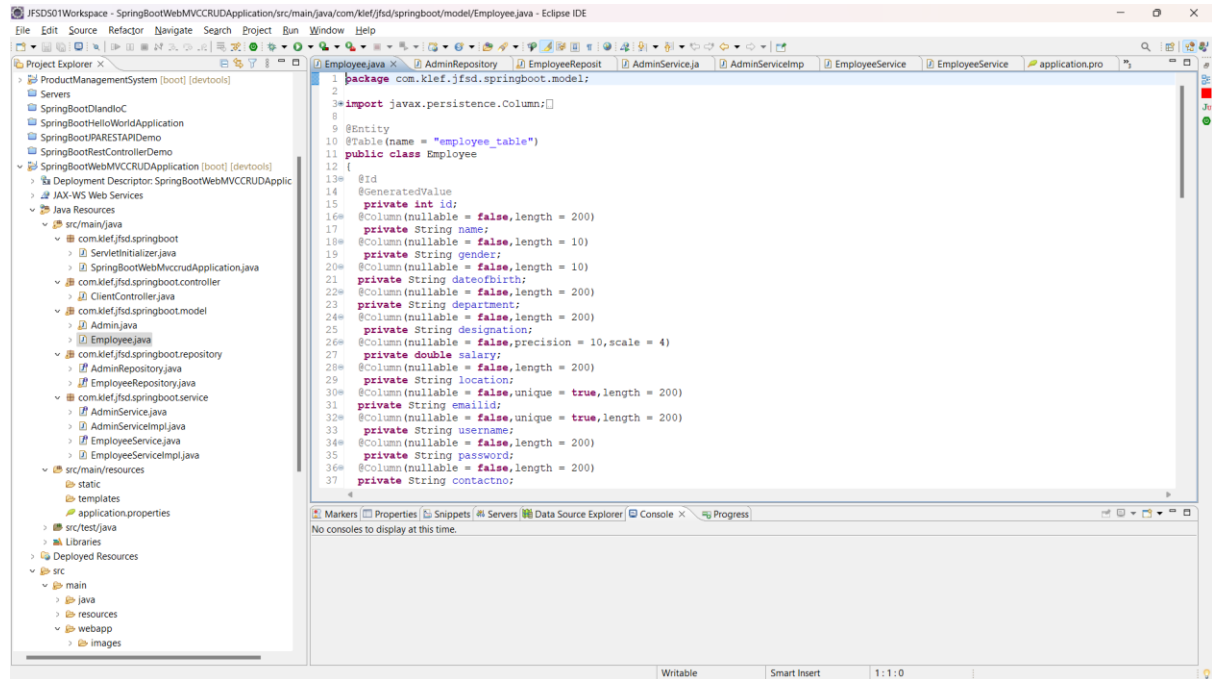 JFSDS01Workspace - SpringBootWebMVCCRUDApplication/src/main/java/com/klef/jfsd/springboot/model/Employee.java - Eclipse IDE
File Edit Source Refactor Navigate Search Project Run Window Help
Project Explorer
ProductManagementSystem [boot] [devtools]
Servers
SpringBootDIandIoC
SpringBootHelloWorldApplication
SpringBootJPARESTAPIDemo
SpringBootRestControllerDemo
SpringBootWebMVCCRUDApplication [boot] [devtools]
Deployment Descriptor: SpringBootWebMVCCRUDApplic
JAX-WS Web Services
Java Resources
src/main/java
com.klef.jfsd.springboot
ServletInitializer.java
SpringBootWebMvccrudApplication.java
com.klef.jfsd.springboot.controller
ClientController.java
com.klef.jfsd.springboot.model
Admin.java
Employee.java
com.klef.jfsd.springboot.repository
AdminRepository.java
EmployeeRepository.java
com.klef.jfsd.springboot.service
AdminService.java
AdminServiceImpl.java
EmployeeService.java
EmployeeServiceImpl.java
src/main/resources
static
templates
application.properties
src/test/java
Libraries
Deployed Resources
src
main
java
resources
webapp
images
Employee.java AdminRepository EmployeeReposit AdminService.ja AdminServiceImp EmployeeService EmployeeService application.pro
1 package com.klef.jfsd.springboot.model;
2
3 import javax.persistence.Column;
8
9 @Entity
10 @Table(name = "employee_table")
11 public class Employee
12 {
13 @Id
14 @GeneratedValue
15 private int id;
16 @Column(nullable = false,length = 200)
17 private String name;
18 @Column(nullable = false,length = 10)
19 private String gender;
20 @Column(nullable = false,length = 10)
21 private String dateofbirth;
22 @Column(nullable = false,length = 200)
23 private String department;
24 @Column(nullable = false,length = 200)
25 private String designation;
26 @Column(nullable = false,precision = 10,scale = 4)
27 private double salary;
28 @Column(nullable = false,length = 200)
29 private String location;
30 @Column(nullable = false,unique = true,length = 200)
31 private String emailid;
32 @Column(nullable = false,unique = true,length = 200)
33 private String username;
34 @Column(nullable = false,length = 200)
35 private String password;
36 @Column(nullable = false,length = 200)
37 private String contactno;
Markers Properties Snippets Servers Data Source Explorer Console Progress
No consoles to display at this time.
Writable Smart Insert 1:1:0